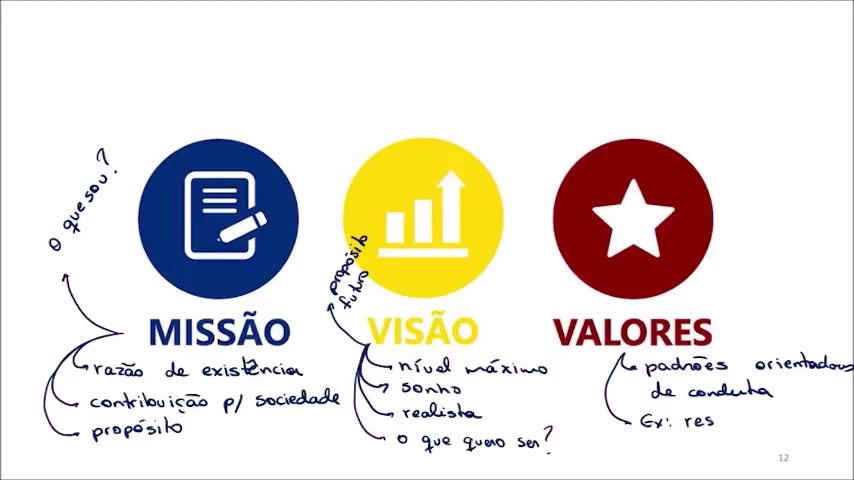 O que sou?
MISSÃO
razão de existência
contribuição p/ sociedade
propósito
propósito
futuro
VISÃO
nível máximo
sonho
realista
o que quero ser?
VALORES
padrões orientadores
de conduta
Ex: res
12